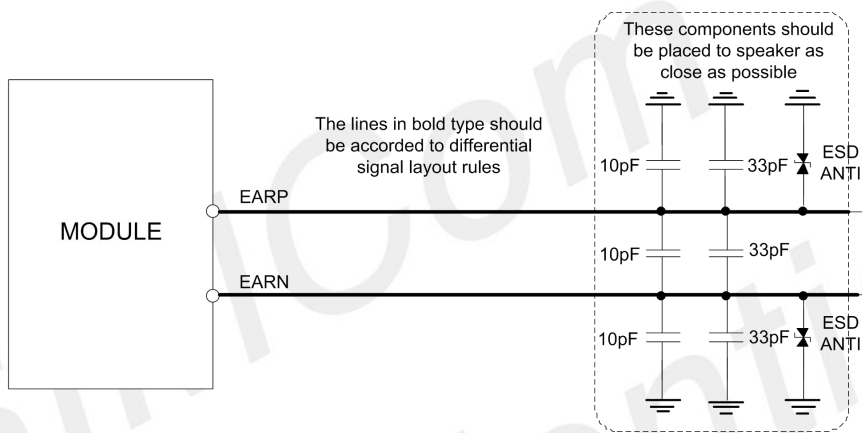 These components should
be placed to speaker as
close as possible
The lines in bold type should
be accorded to differential
signal layout rules
10pF
33pF
ESD
ANTI
EARP
MODULE
10pF
33pF
EARN
10pF
33pF
ESD
ANTI